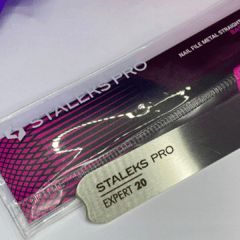 STALEKS PRO
NAIL FILE METAL STRAIGHT
STALEKS PRO
EXPERT 20